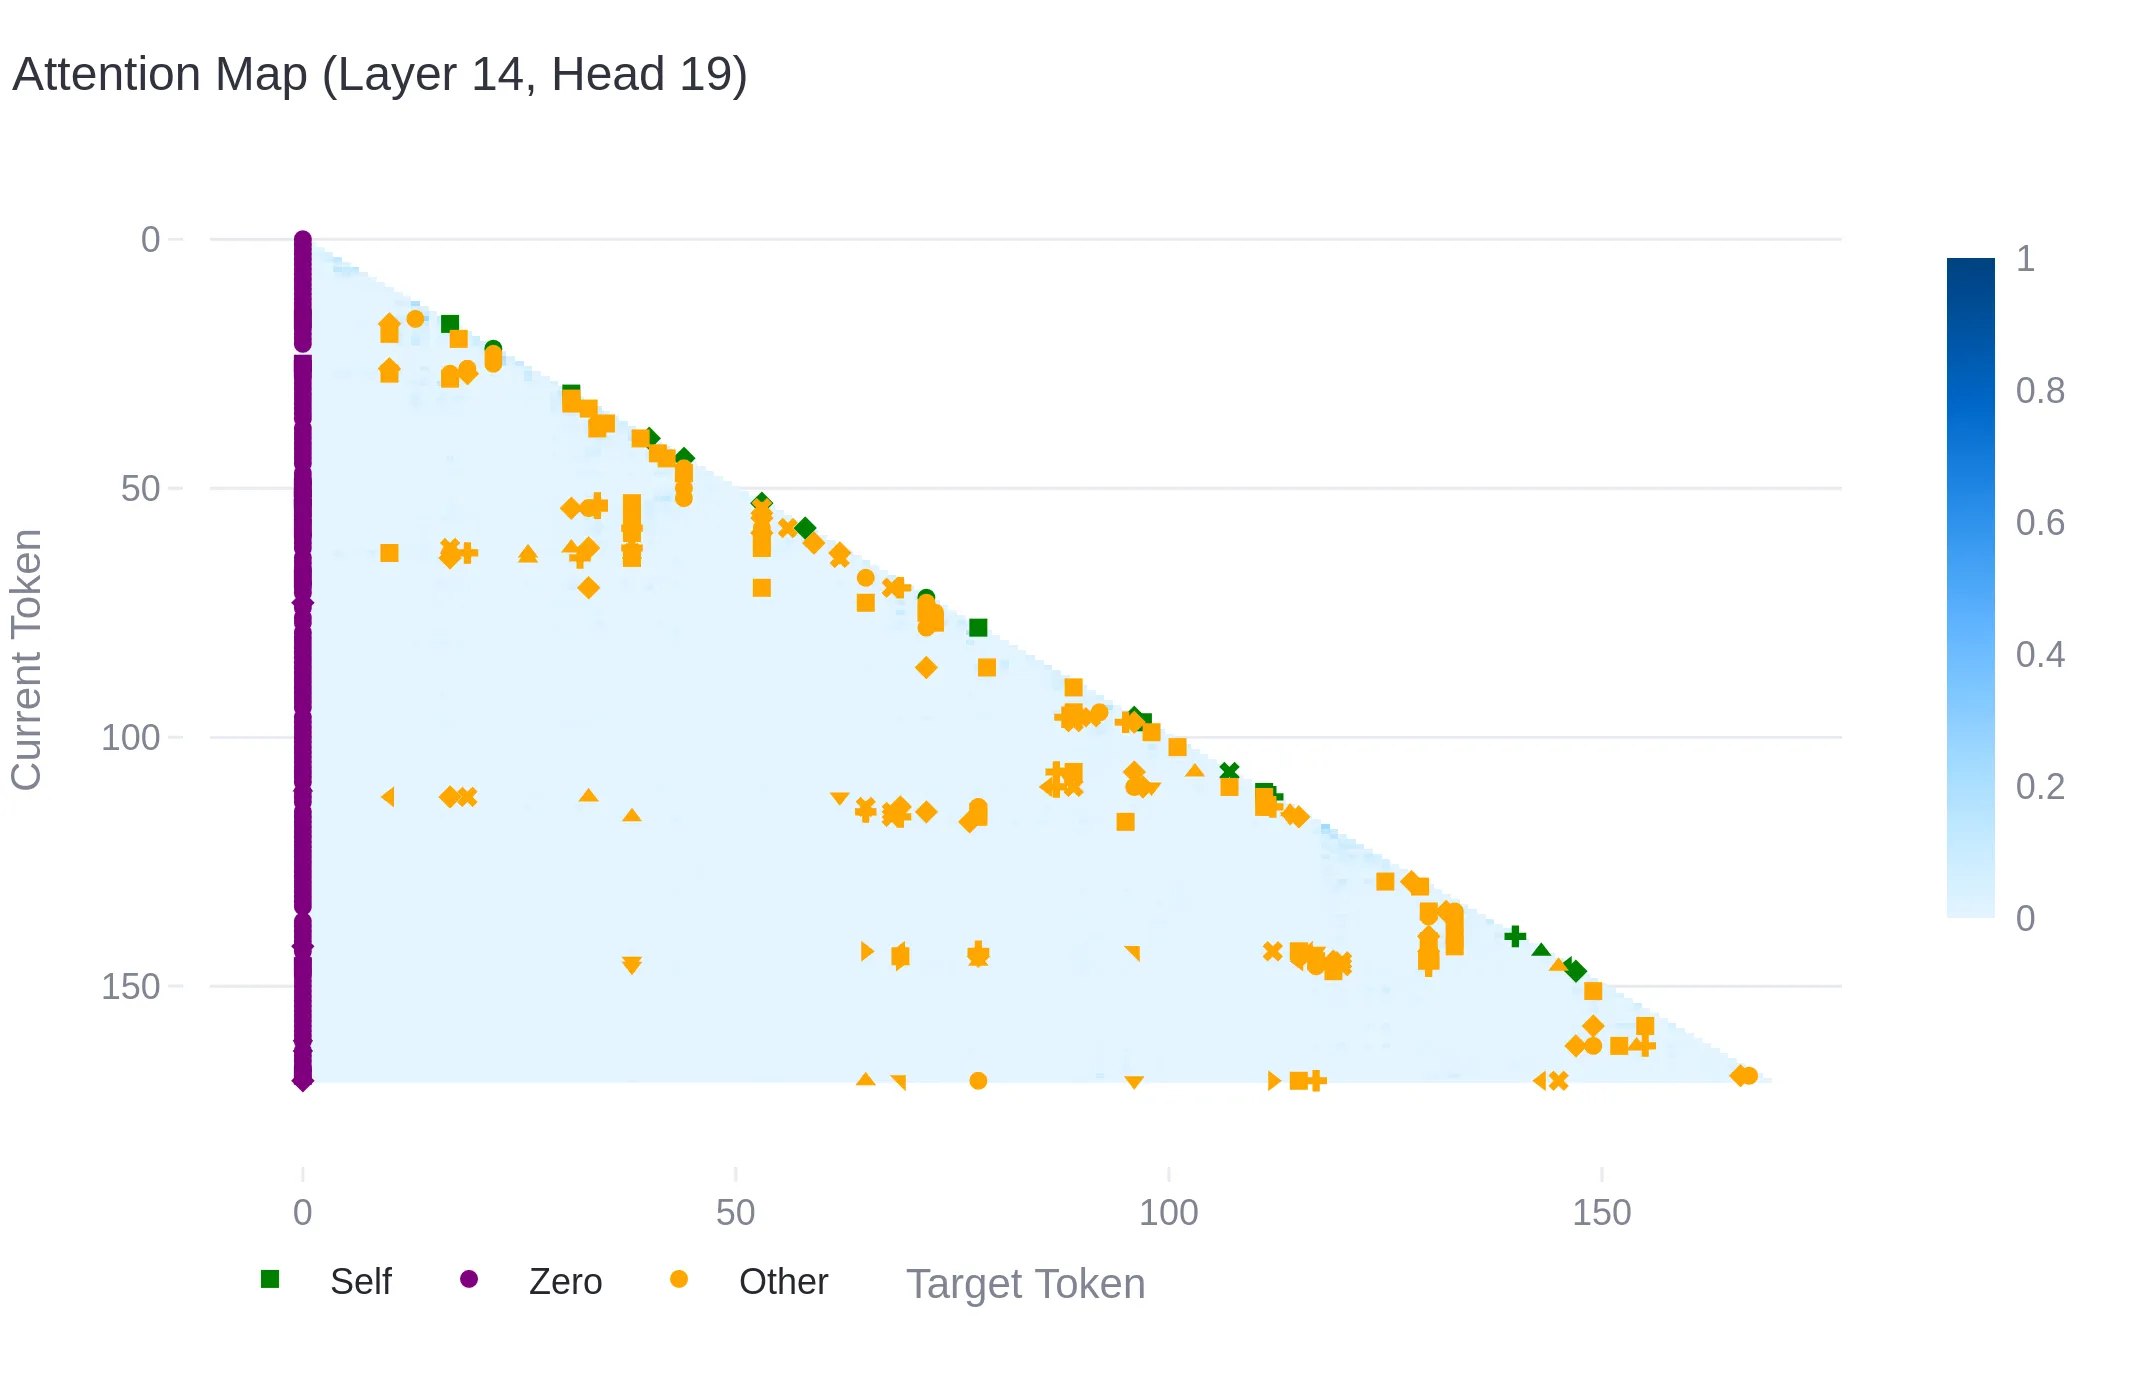 Attention Map (Layer 14, Head 19)
0
50
100
150
Current Token
1
0.8
0.6
0.4
0.2
0
0 50 100 150
Self Zero Other Target Token